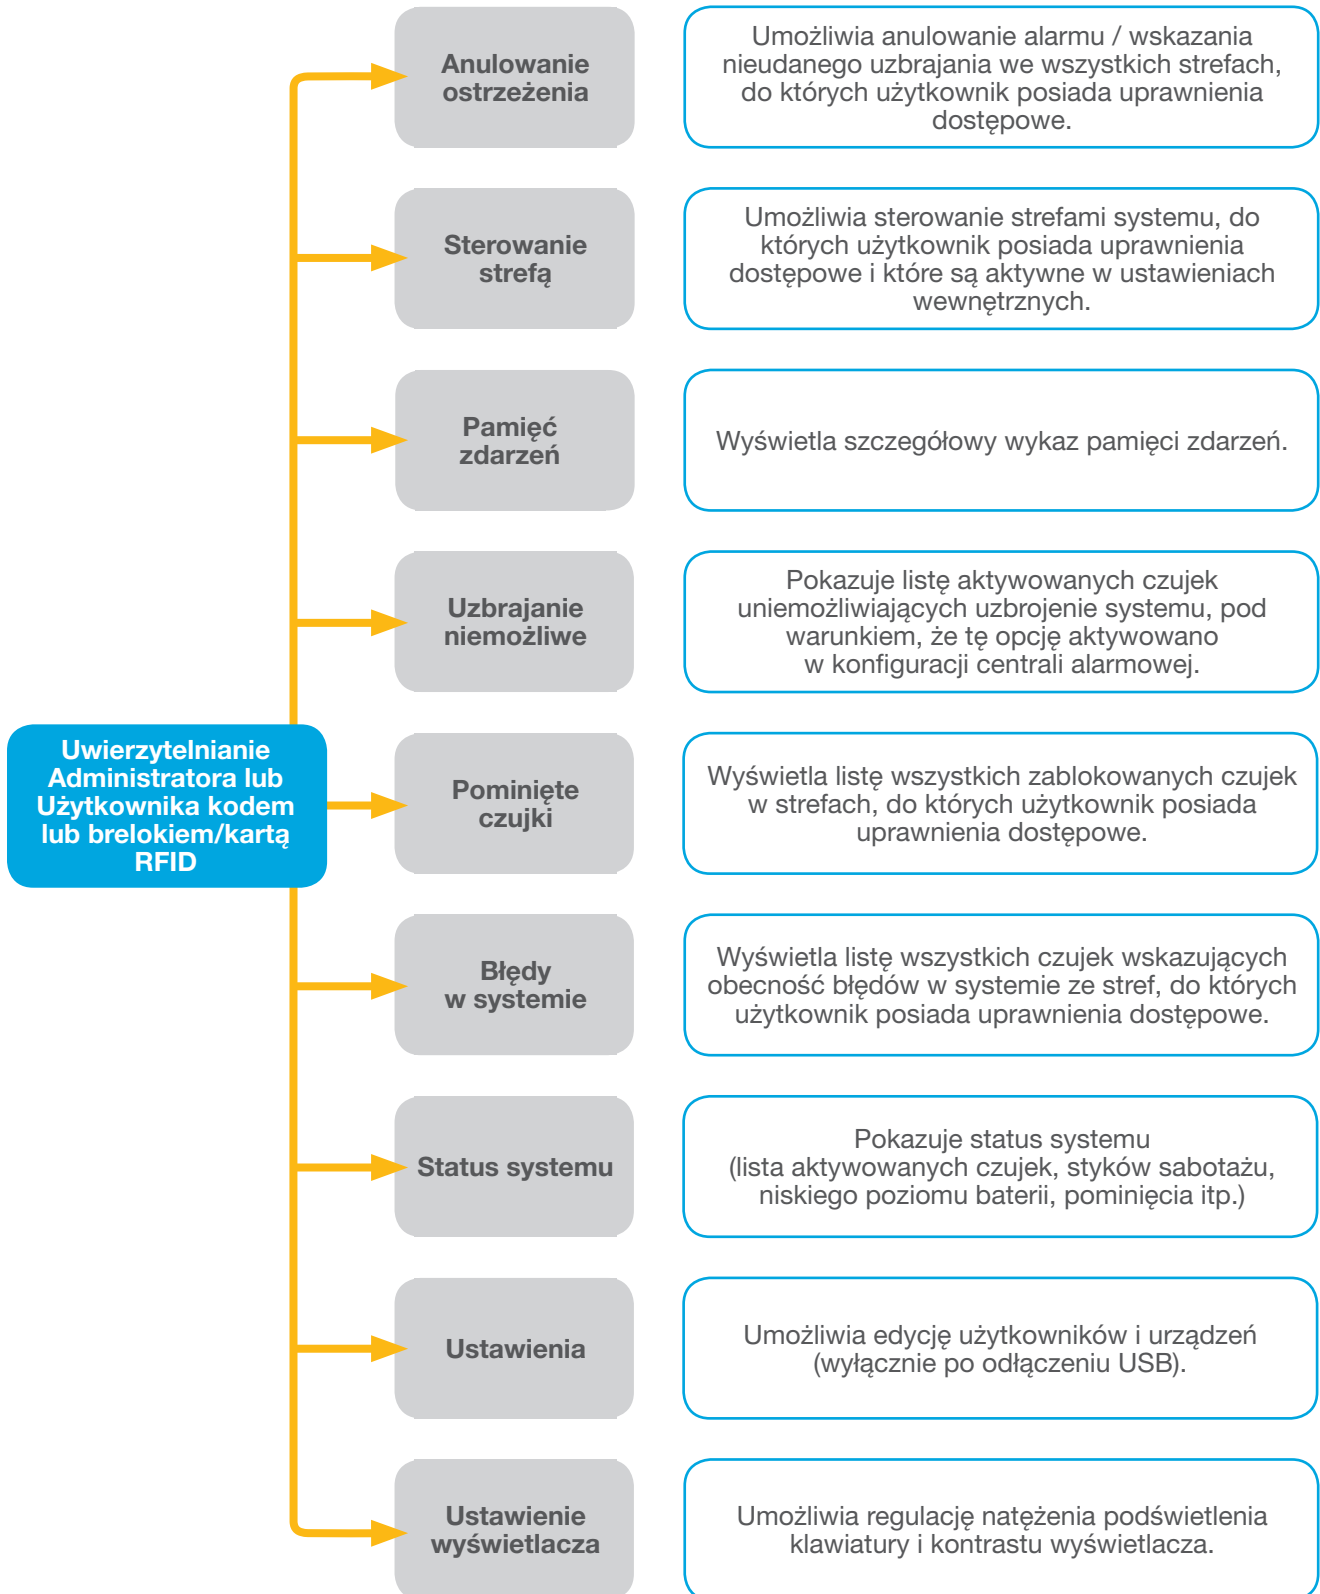 Anulowanie
ostrzeżenia
Umożliwia anulowanie alarmu / wskazania
nieudanego uzbrajania we wszystkich strefach,
do których użytkownik posiada uprawnienia
dostępowe.
Sterowanie
strefą
Umożliwia sterowanie strefami systemu, do
których użytkownik posiada uprawnienia
dostępowe i które są aktywne w ustawieniach
wewnętrznych.
Pamięć
zdarzeń
Wyświetla szczegółowy wykaz pamięci zdarzeń.
Uzbrajanie
niemożliwe
Pokazuje listę aktywowanych czujek
uniemożliwiających uzbrojenie systemu, pod
warunkiem, że tę opcję aktywowano
w konfiguracji centrali alarmowej.
Uwierzytelnianie
Administratora lub
Użytkownika kodem
lub brelokiem/kartą
RFID
Pominięte
czujki
Wyświetla listę wszystkich zablokowanych czujek
w strefach, do których użytkownik posiada
uprawnienia dostępowe.
Błędy
w systemie
Wyświetla listę wszystkich czujek wskazujących
obecność błędów w systemie ze stref, do których
użytkownik posiada uprawnienia dostępowe.
Status systemu
Pokazuje status systemu
(lista aktywowanych czujek, styków sabotażu,
niskiego poziomu baterii, pominięcia itp.)
Ustawienia
Umożliwia edycję użytkowników i urządzeń
(wyłącznie po odłączeniu USB).
Ustawienie
wyświetlacza
Umożliwia regulację natężenia podświetlenia
klawiatury i kontrastu wyświetlacza.